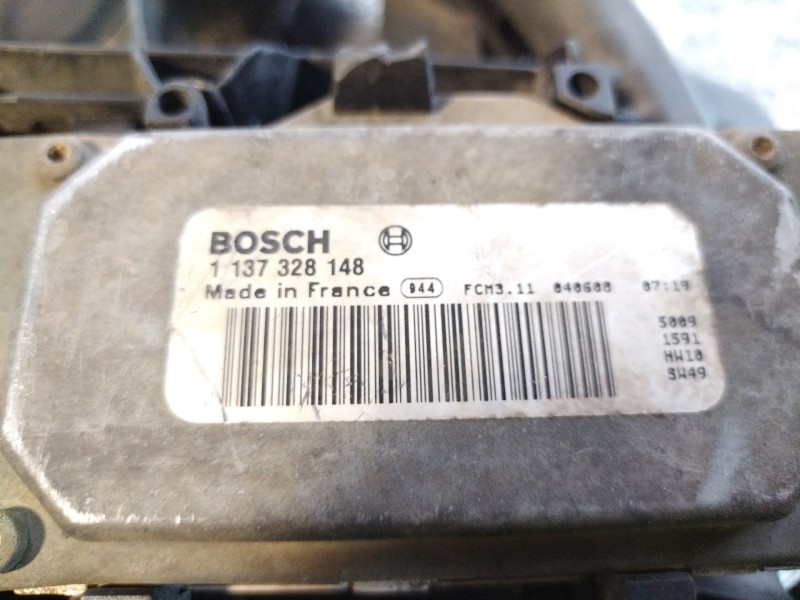 BOSCH
1 137 328 148
Made in France 944 FCM3.11 040608 07:19
5009
1591
HW10
SW49